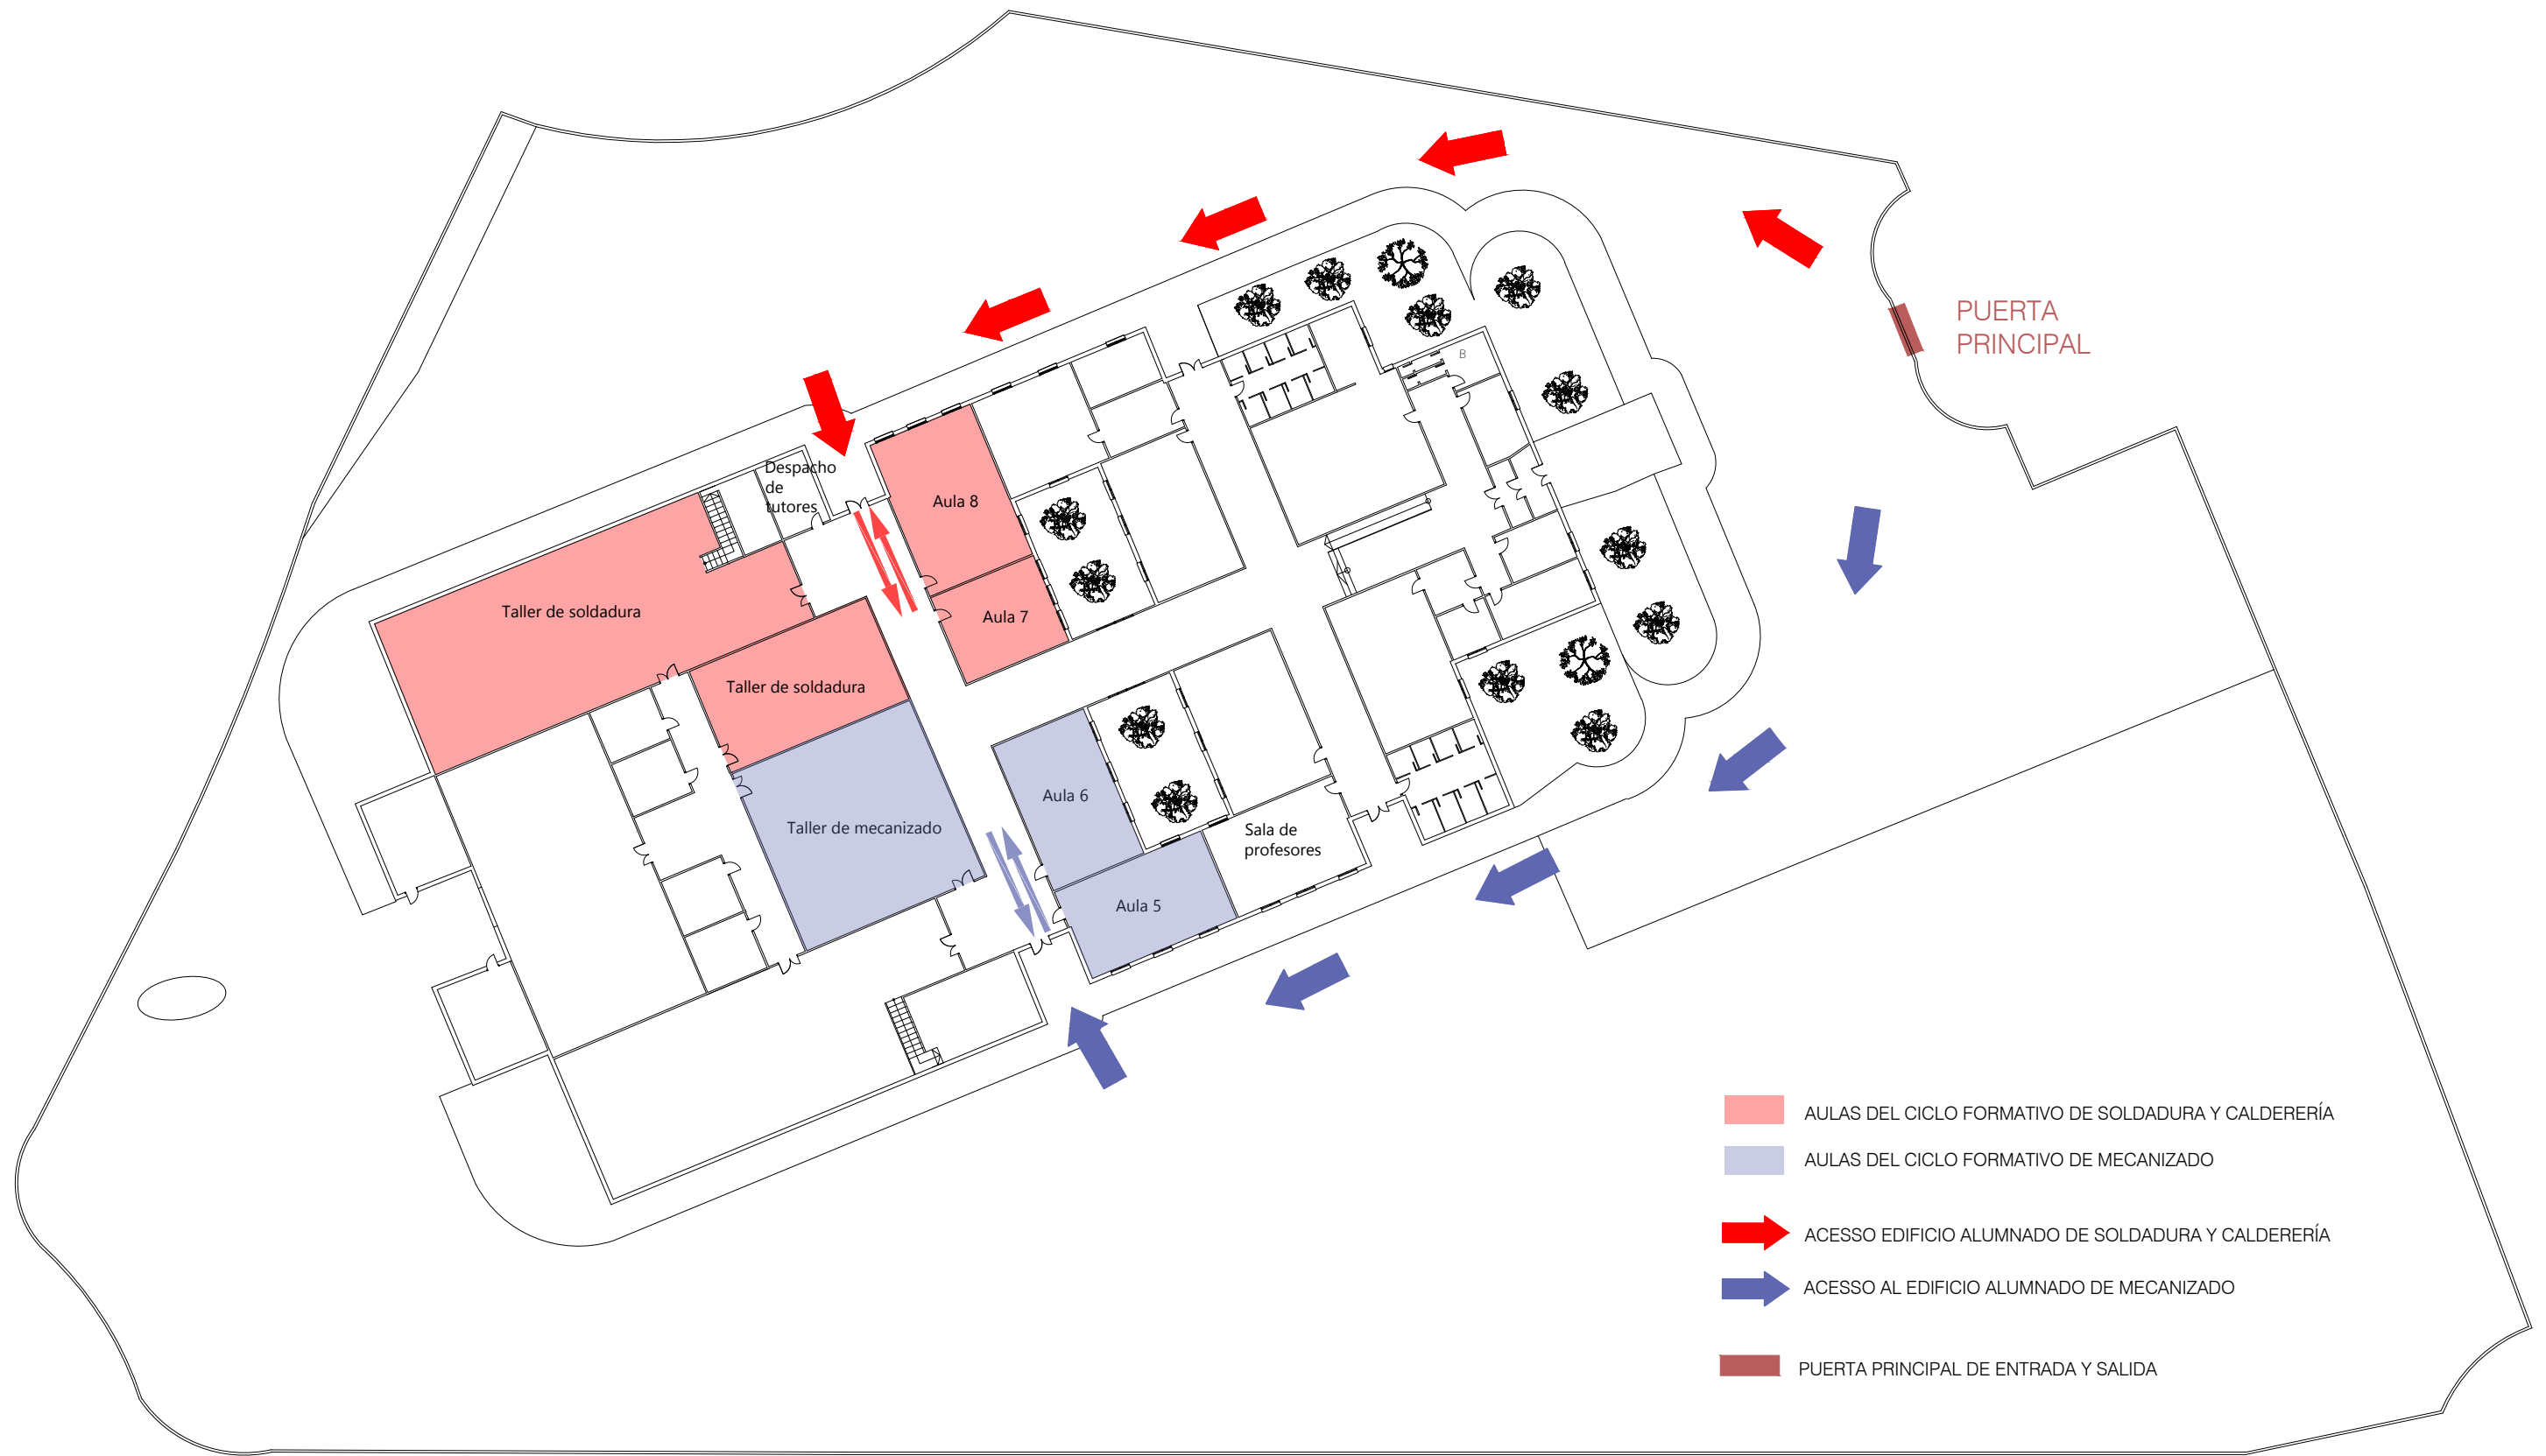 PUERTA
PRINCIPAL
B
Despacho
de
tutores
Aula 8
Taller de soldadura
Aula 7
Taller de soldadura
Aula 6
Taller de mecanizado
Sala de
profesores
Aula 5
AULAS DEL CICLO FORMATIVO DE SOLDADURA Y CALDERERÍA
AULAS DEL CICLO FORMATIVO DE MECANIZADO
ACESSO EDIFICIO ALUMNADO DE SOLDADURA Y CALDERERÍA
ACESSO AL EDIFICIO ALUMNADO DE MECANIZADO
PUERTA PRINCIPAL DE ENTRADA Y SALIDA